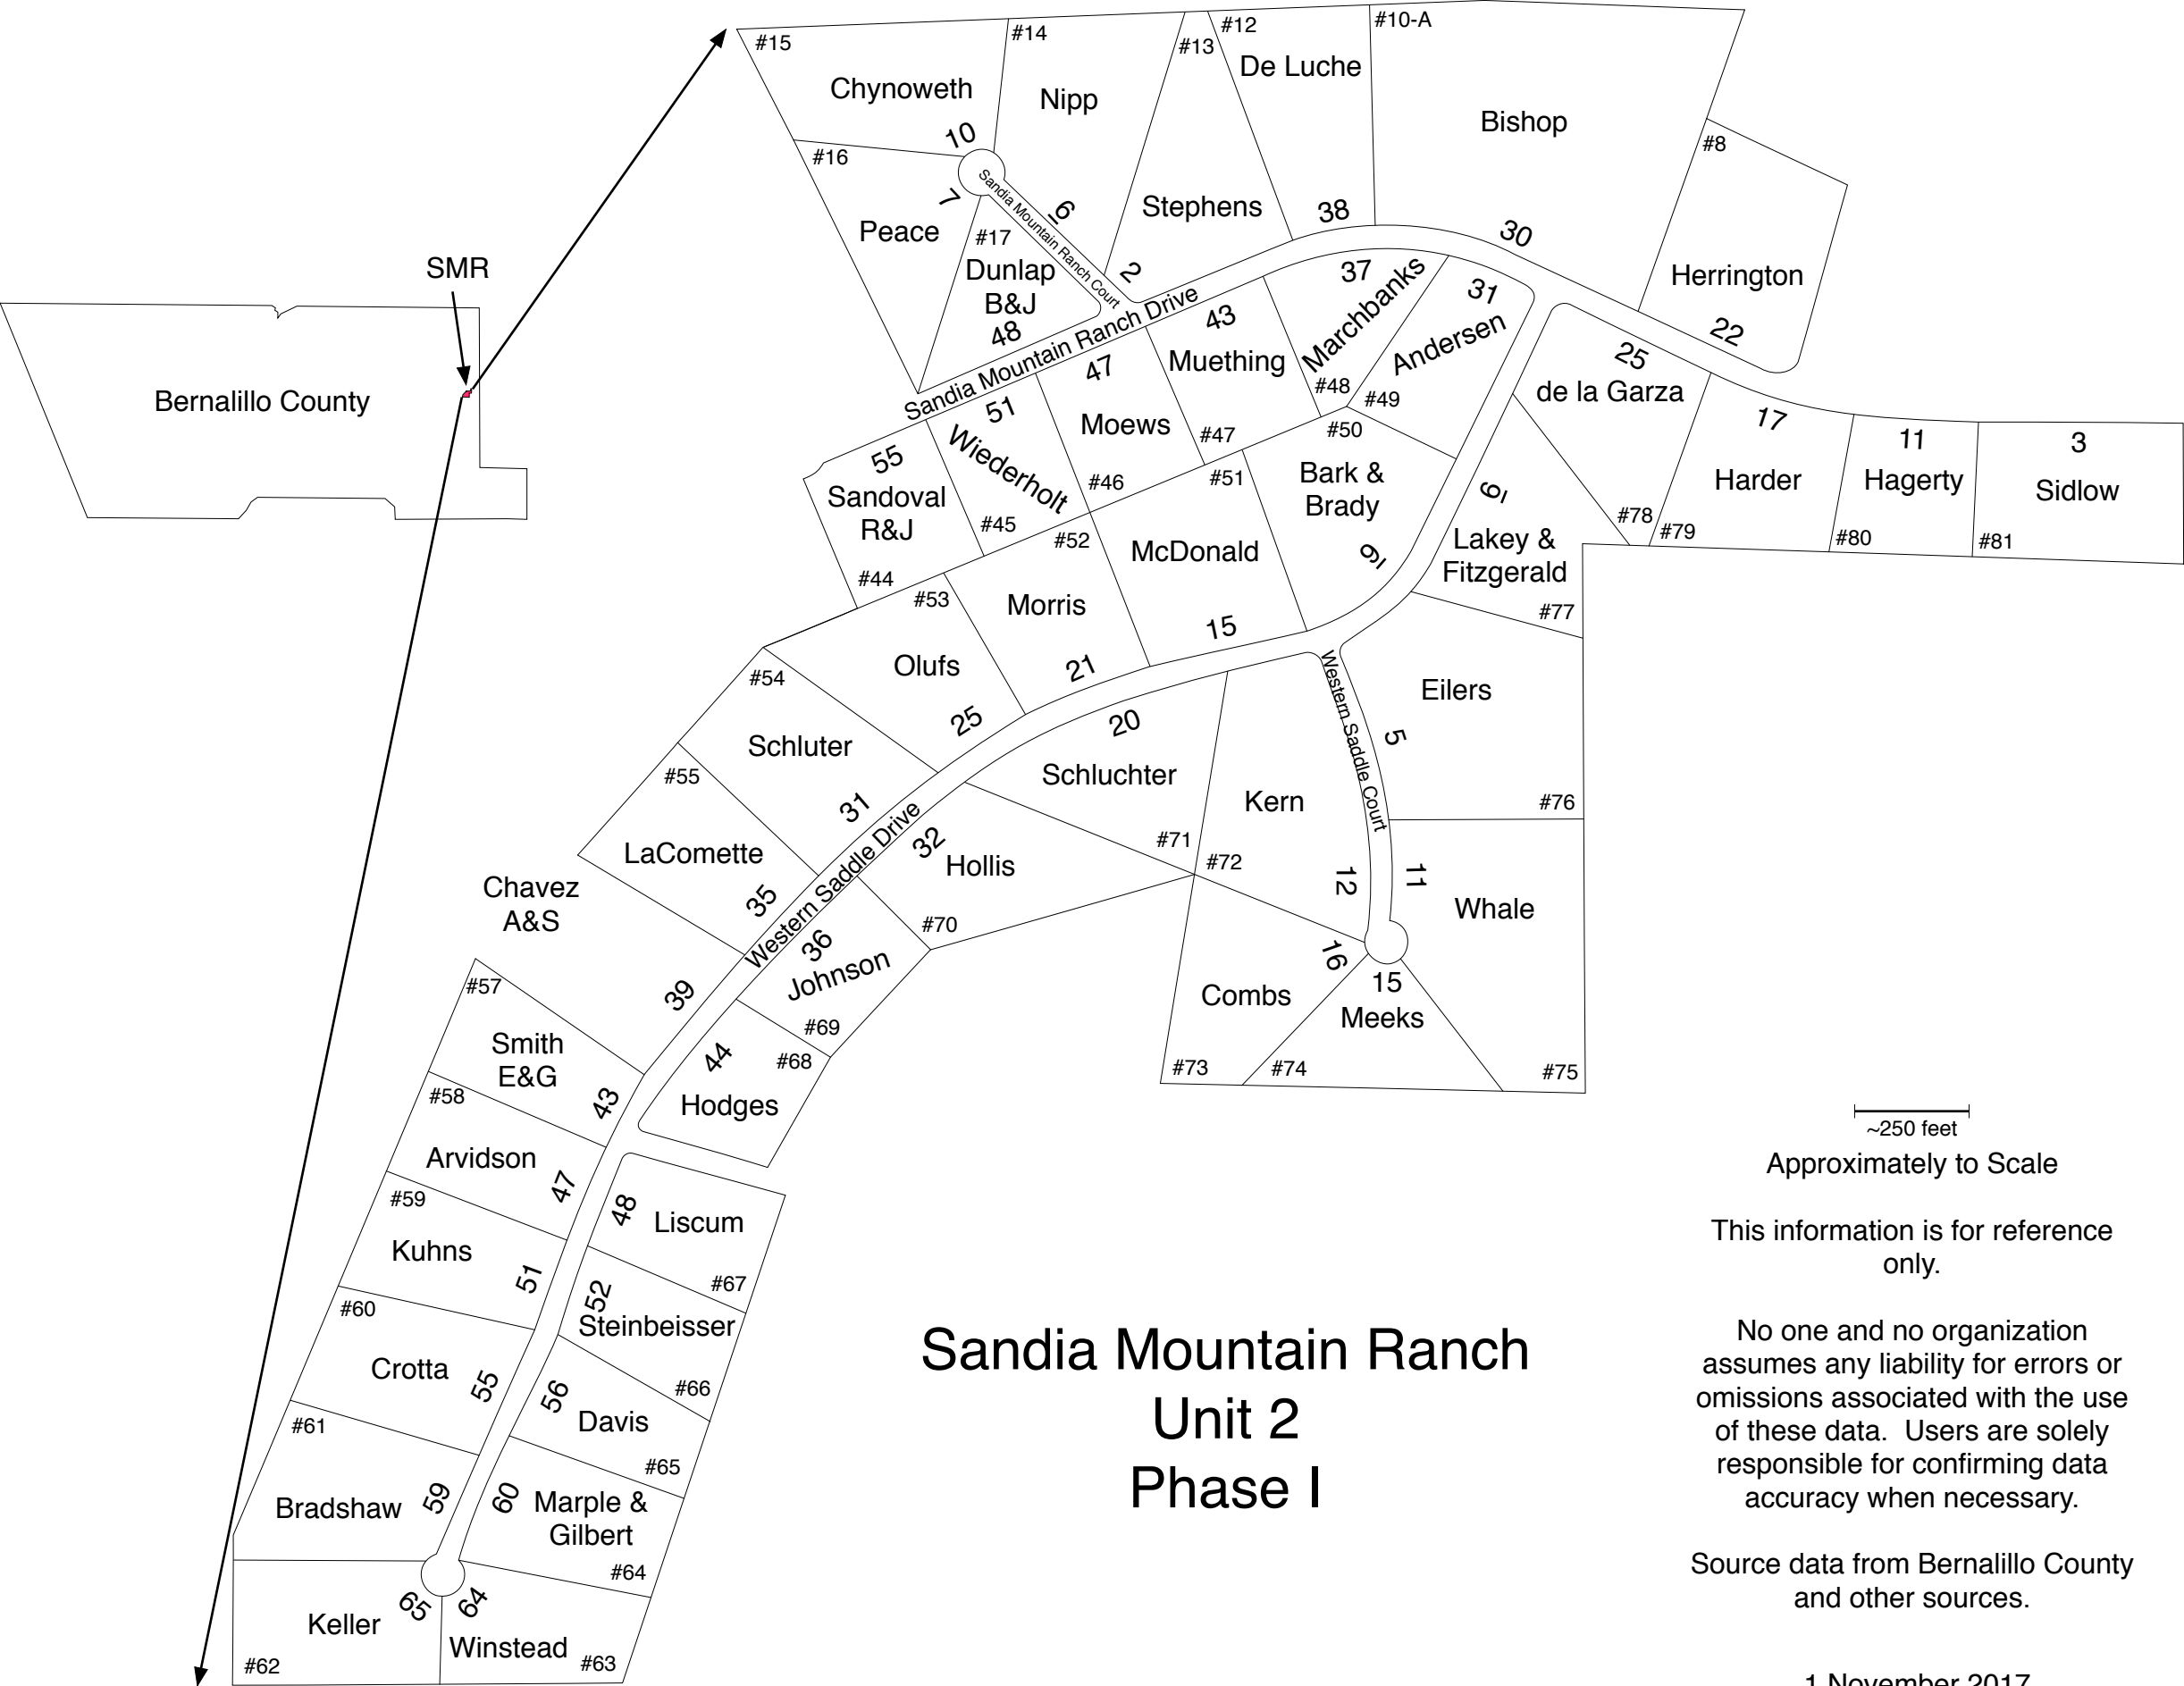 #15
Chynoweth
10
#14
Nipp
6
#13
Stephens
2
#12
De Luche
38
#10-A
Bishop
30
#8
Herrington
22
#16
Peace
7
#17
Dunlap
B&J
48
Sandia Mountain Ranch Court
Sandia Mountain Ranch Drive
SMR
Bernalillo County
55
Sandoval
R&J
#44
51
Wiederholt
#45
47
Moews
#46
43
Muething
#47
37
Marchbanks
#48
31
Andersen
#49
25
de la Garza
#78
17
Harder
#79
11
Hagerty
#80
3
Sidlow
#81
#50
Bark &
Brady
9
#51
McDonald
15
#52
Morris
21
#53
Olufs
25
6
Lakey &
Fitzgerald
#77
Eilers
5
#76
#54
Schluter
31
#55
LaComette
35
Chavez
A&S
39
Western Saddle Drive
Western Saddle Court
20
Schluchter
#71
Kern
12
#72
32
Hollis
#70
36
Johnson
#69
44
#68
Hodges
11
Whale
#75
16
Combs
#73
15
Meeks
#74
#57
Smith
E&G
43
#58
Arvidson
47
#59
Kuhns
51
#60
Crotta
55
#61
Bradshaw
59
65
Keller
#62
64
Winstead
#63
48
Liscum
#67
52
Steinbeisser
#66
56
Davis
#65
60
Marple &
Gilbert
#64
Sandia Mountain Ranch
Unit 2
Phase I
~250 feet
Approximately to Scale
This information is for reference
only.
No one and no organization
assumes any liability for errors or
omissions associated with the use
of these data.  Users are solely
responsible for confirming data
accuracy when necessary.
Source data from Bernalillo County
and other sources.
1 November 2017